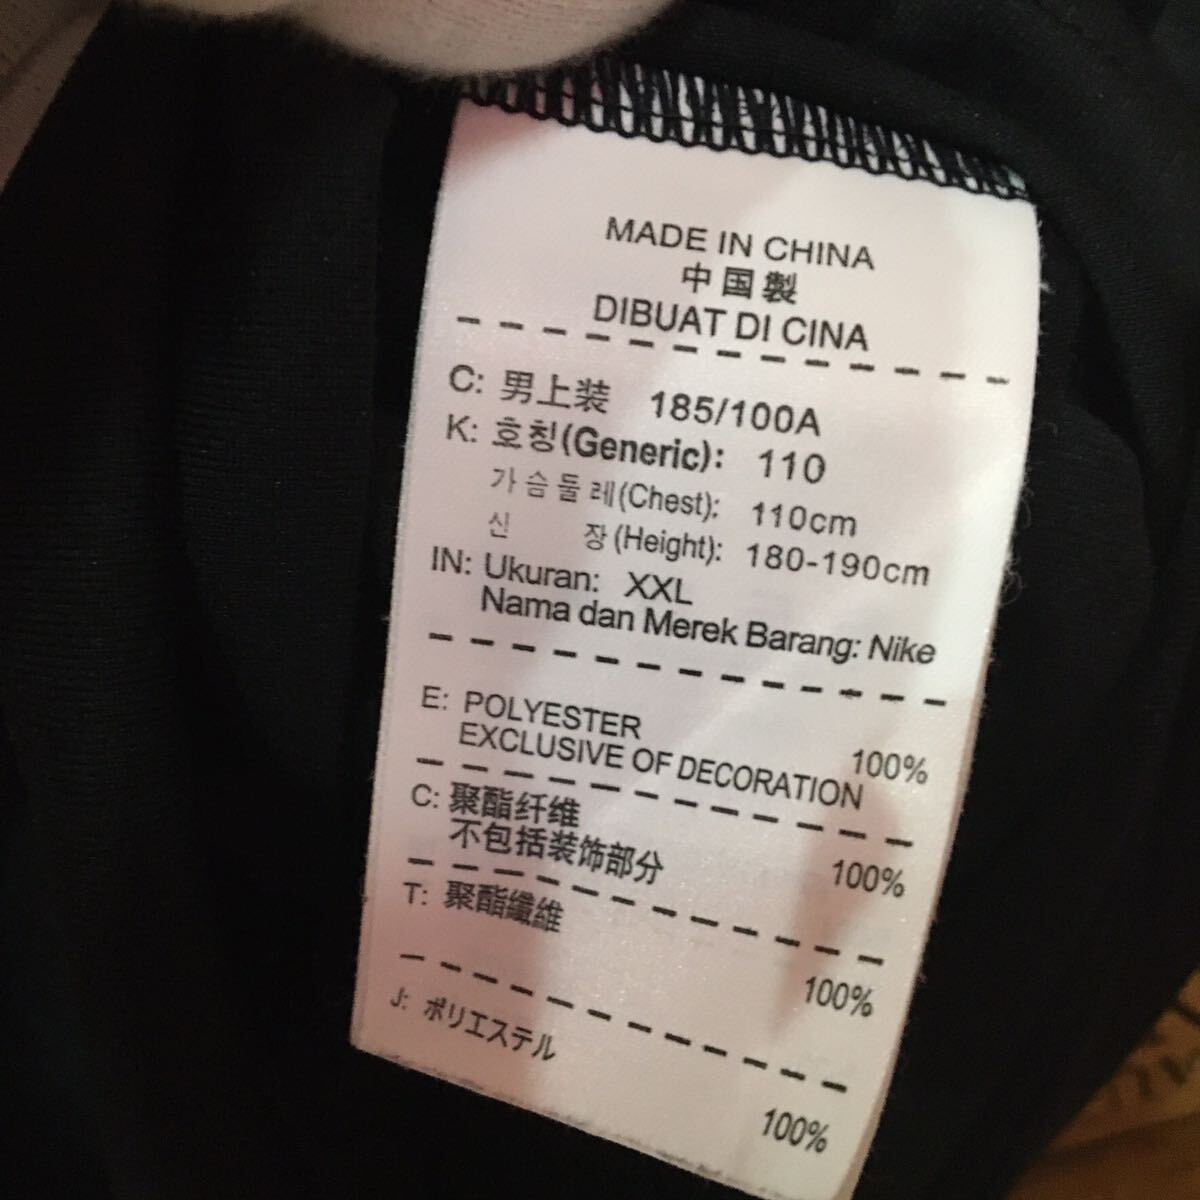 MADE IN CHINA
中国製
DIBUAT DI CINA
C: 男上装 185/100A
K: 호칭(Generic): 110
가슴둘레(Chest): 110cm
신 장(Height): 180-190cm
IN: Ukuran: XXL
Nama dan Merek Barang: Nike
E: POLYESTER 100%
EXCLUSIVE OF DECORATION
C: 聚酯纤维 100%
不包括装饰部分
T: 聚酯纖維 100%
J: ポリエステル 100%